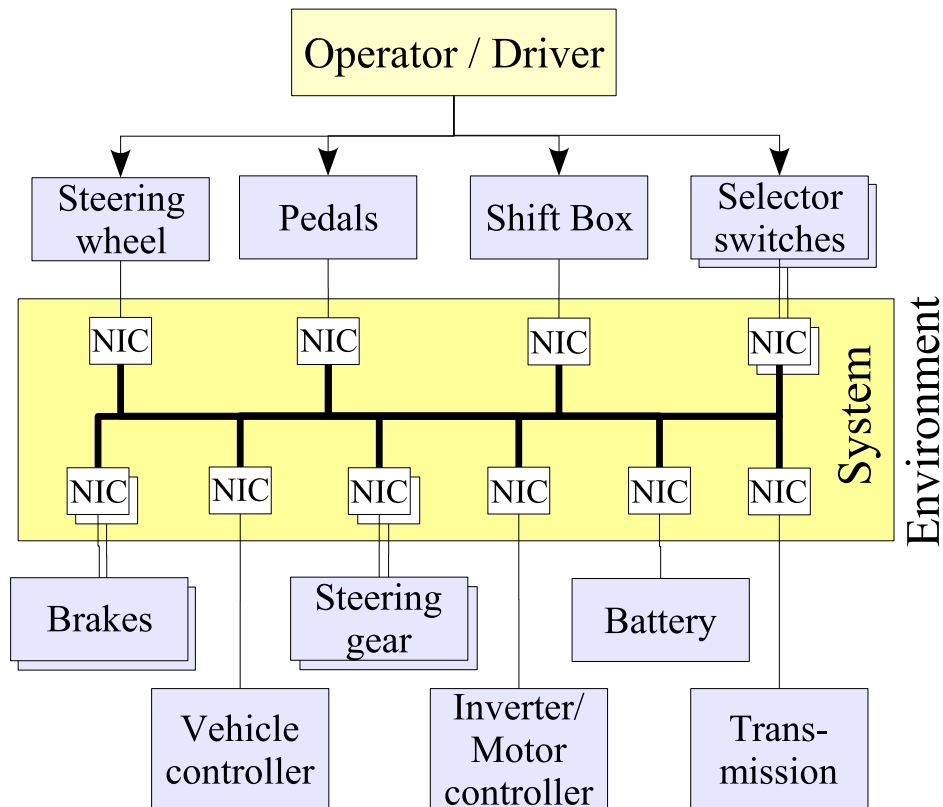 Operator / Driver
Steering
wheel
Pedals
Shift Box
Selector
switches
NIC
NIC
NIC
NIC
System
Environment
NIC
NIC
NIC
NIC
NIC
NIC
Brakes
Steering
gear
Battery
Vehicle
controller
Inverter/
Motor
controller
Trans-
mission